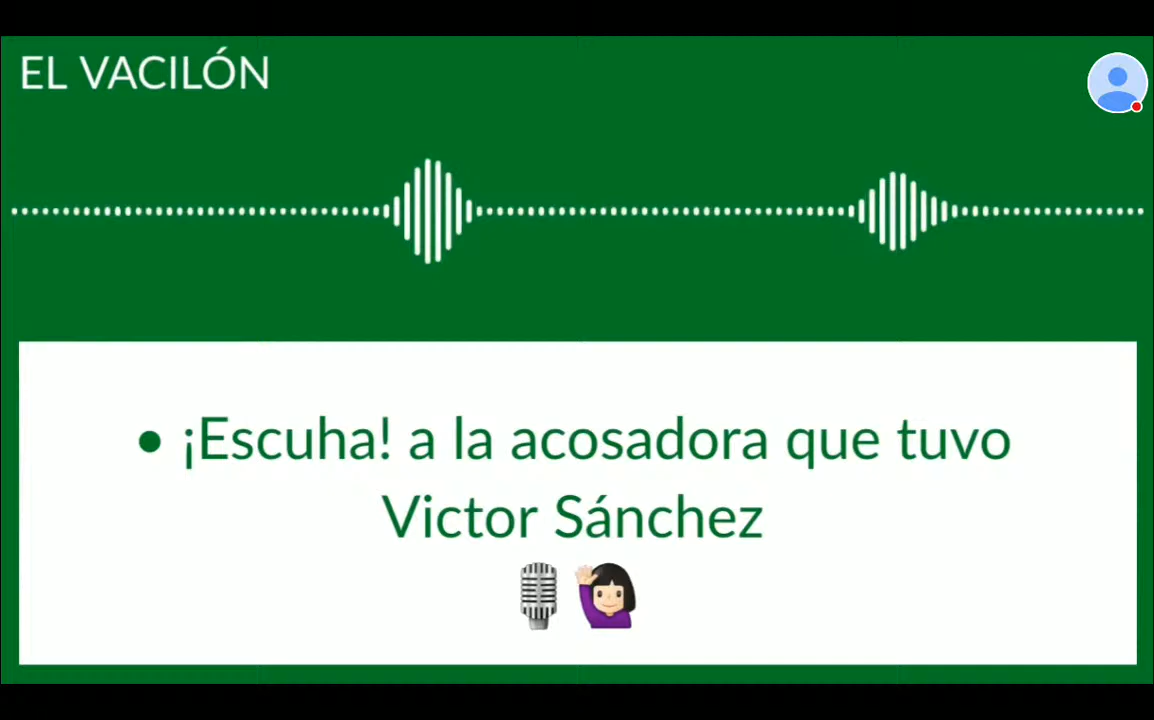 EL VACILÓN
• ¡Escuha! a la acosadora que tuvo
Victor Sánchez